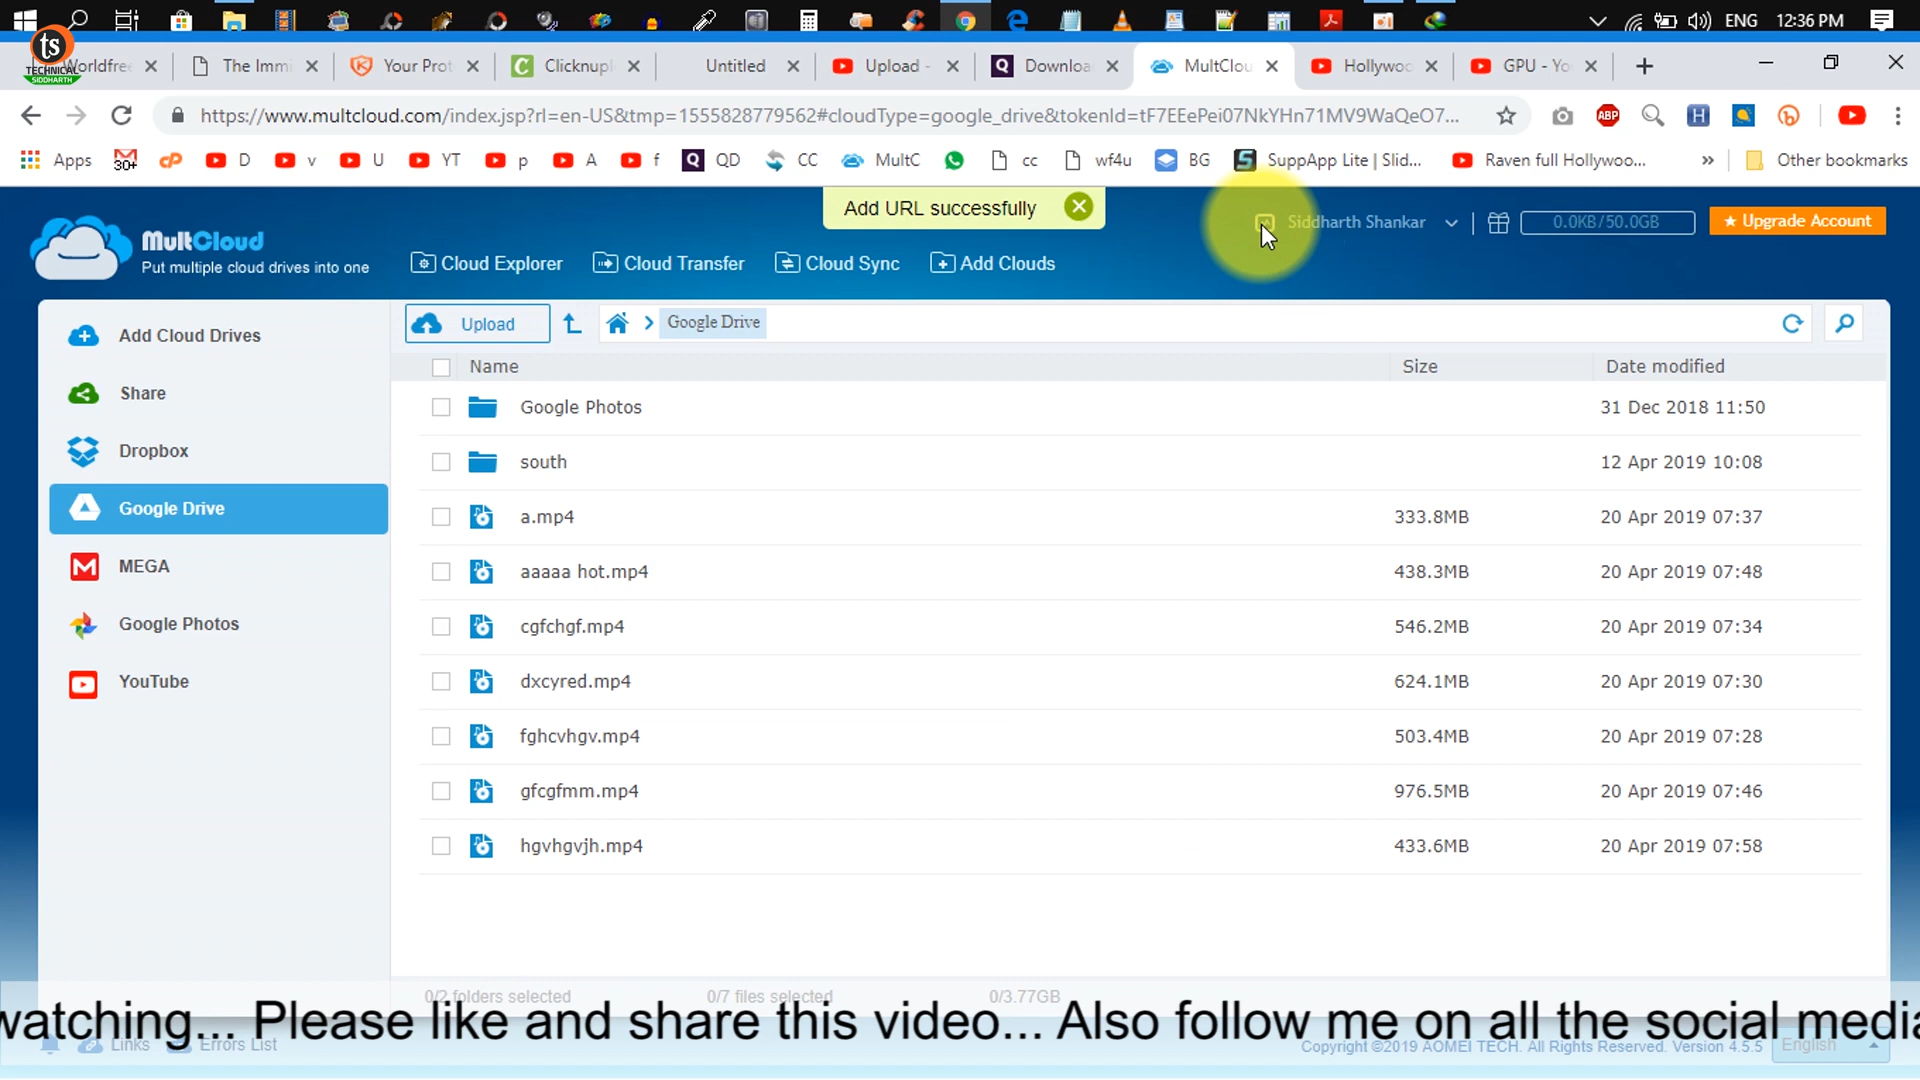 ENG 12:36 PM
ts
TECHNICAL
SIDDHARTH
Worldfree The Immi Your Prot Clicknupl Untitled Upload - Downloa MultClou Hollywoo GPU - Yo
https://www.multcloud.com/index.jsp?rl=en-US&tmp=1555828779562#cloudType=google_drive&tokenId=tF7EEePei07NkYHn71MV9WaQeO7...
ABP
Apps 30+ D v U YT p A f QD CC MultC cc wf4u BG SuppApp Lite | Slid... Raven full Hollywoo... » Other bookmarks
Add URL successfully
Siddharth Shankar 0.0KB/50.0GB ★ Upgrade Account
MultCloud
Put multiple cloud drives into one
Cloud Explorer Cloud Transfer Cloud Sync Add Clouds
Upload Google Drive
Add Cloud Drives
Share
Dropbox
Google Drive
MEGA
Google Photos
YouTube
Name Size Date modified
Google Photos 31 Dec 2018 11:50
south 12 Apr 2019 10:08
a.mp4 333.8MB 20 Apr 2019 07:37
aaaaa hot.mp4 438.3MB 20 Apr 2019 07:48
cgfchgf.mp4 546.2MB 20 Apr 2019 07:34
dxcyred.mp4 624.1MB 20 Apr 2019 07:30
fghcvhgv.mp4 503.4MB 20 Apr 2019 07:28
gfcgfmm.mp4 976.5MB 20 Apr 2019 07:46
hgvhgvjh.mp4 433.6MB 20 Apr 2019 07:58
0/2 folders selected 0/7 files selected 0/3.77GB
watching... Please like and share this video... Also follow me on all the social media
Links Errors List
Copyright ©2019 AOMEI TECH. All Rights Reserved. Version 4.5.5 English